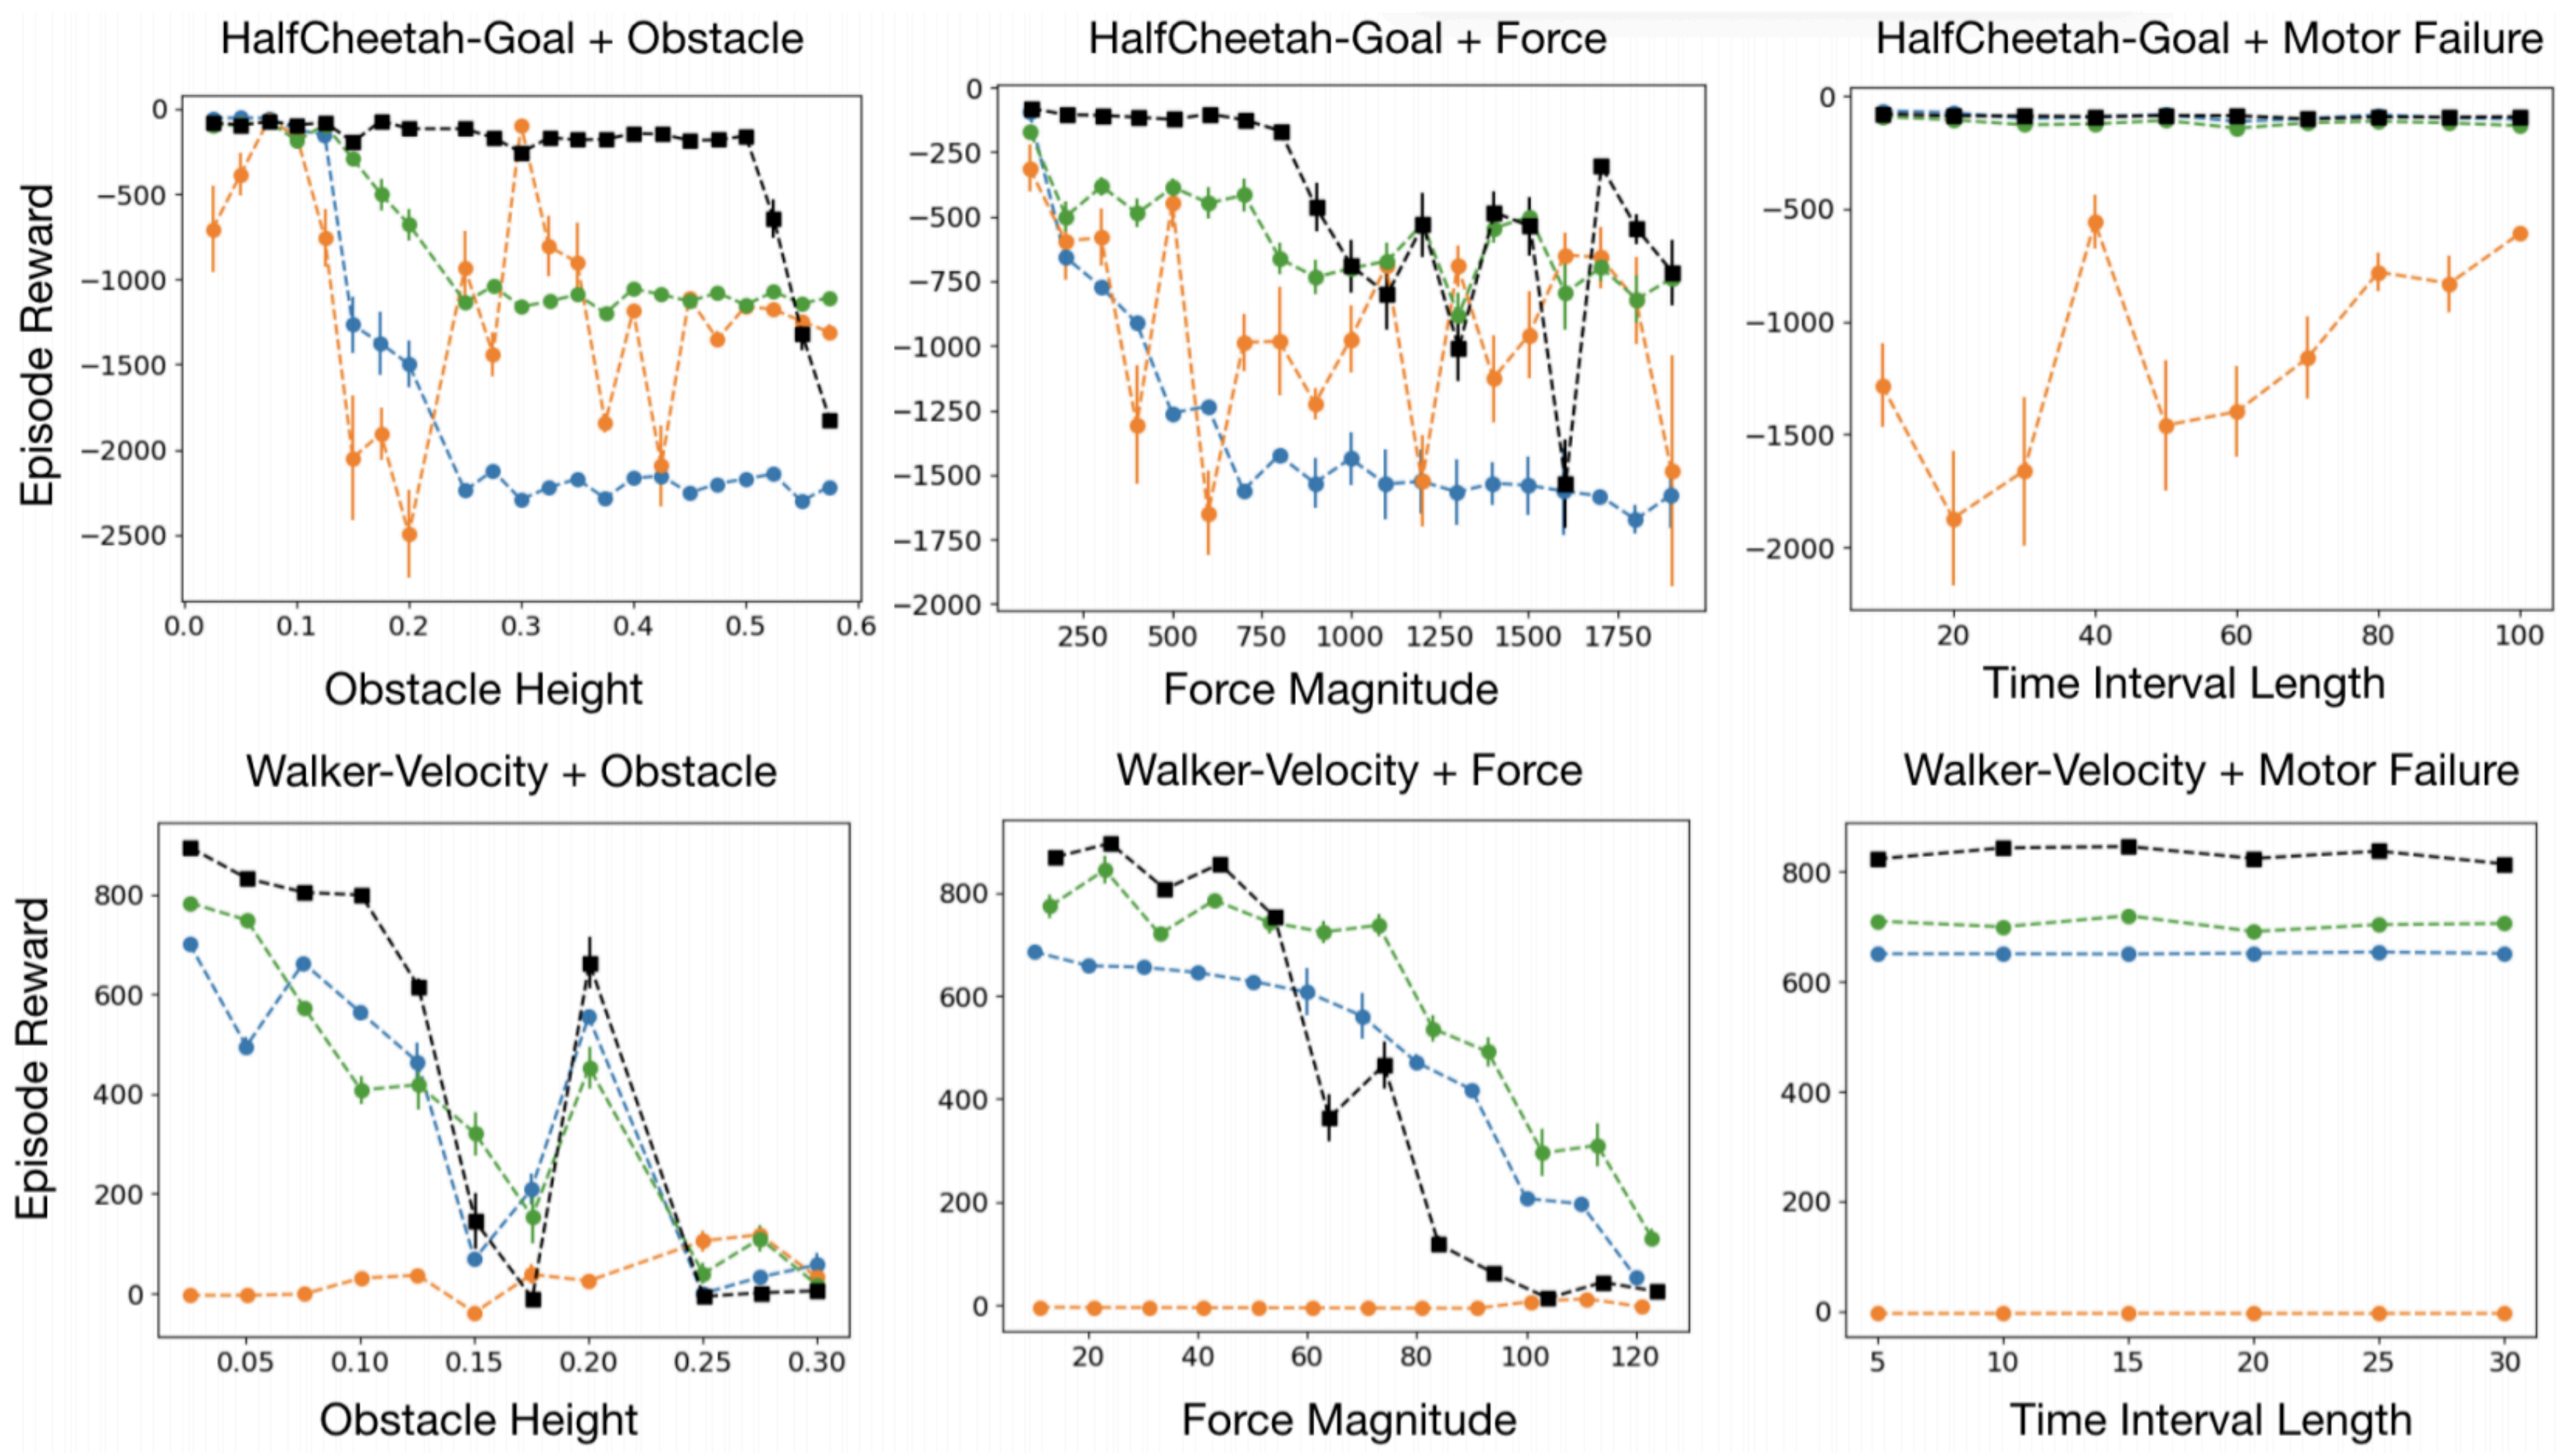 HalfCheetah-Goal + Obstacle
HalfCheetah-Goal + Force
HalfCheetah-Goal + Motor Failure
Episode Reward
0
−500
−1000
−1500
−2000
−2500
0.0 0.1 0.2 0.3 0.4 0.5 0.6
Obstacle Height
0
−250
−500
−750
−1000
−1250
−1500
−1750
−2000
250 500 750 1000 1250 1500 1750
Force Magnitude
0
−500
−1000
−1500
−2000
20 40 60 80 100
Time Interval Length
Walker-Velocity + Obstacle
Walker-Velocity + Force
Walker-Velocity + Motor Failure
Episode Reward
800
600
400
200
0
0.05 0.10 0.15 0.20 0.25 0.30
Obstacle Height
800
600
400
200
0
20 40 60 80 100 120
Force Magnitude
800
600
400
200
0
5 10 15 20 25 30
Time Interval Length